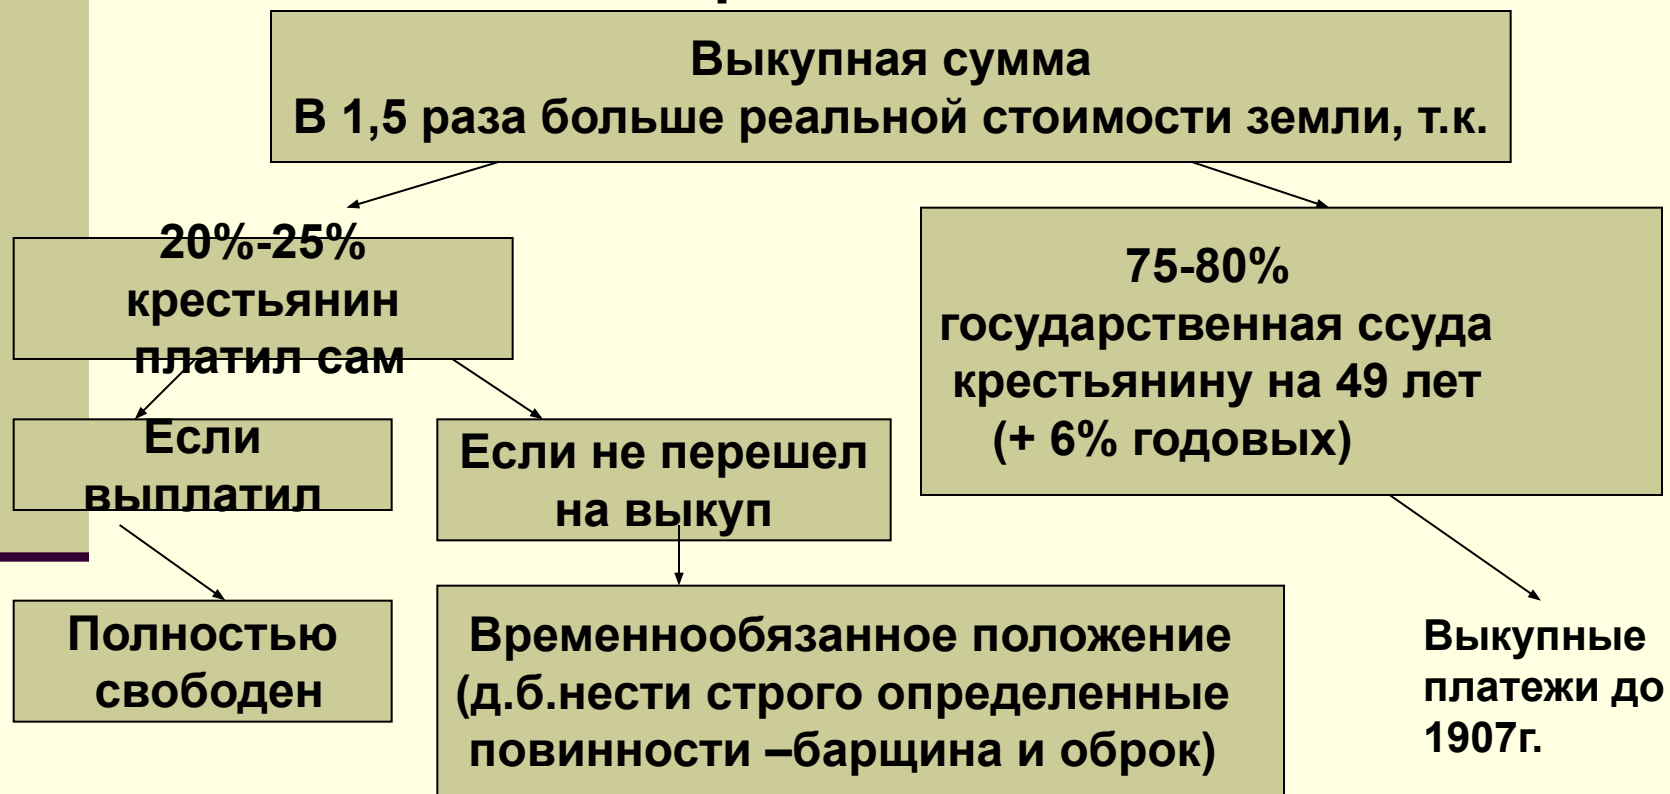 Выкупная сумма
В 1,5 раза больше реальной стоимости земли, т.к.
20%-25%
крестьянин
платил сам
75-80%
государственная ссуда
крестьянину на 49 лет
(+ 6% годовых)
Если
выплатил
Если не перешел
на выкуп
Полностью
свободен
Временнообязанное положение
(д.б.нести строго определенные
повинности –барщина и оброк)
Выкупные
платежи до
1907г.